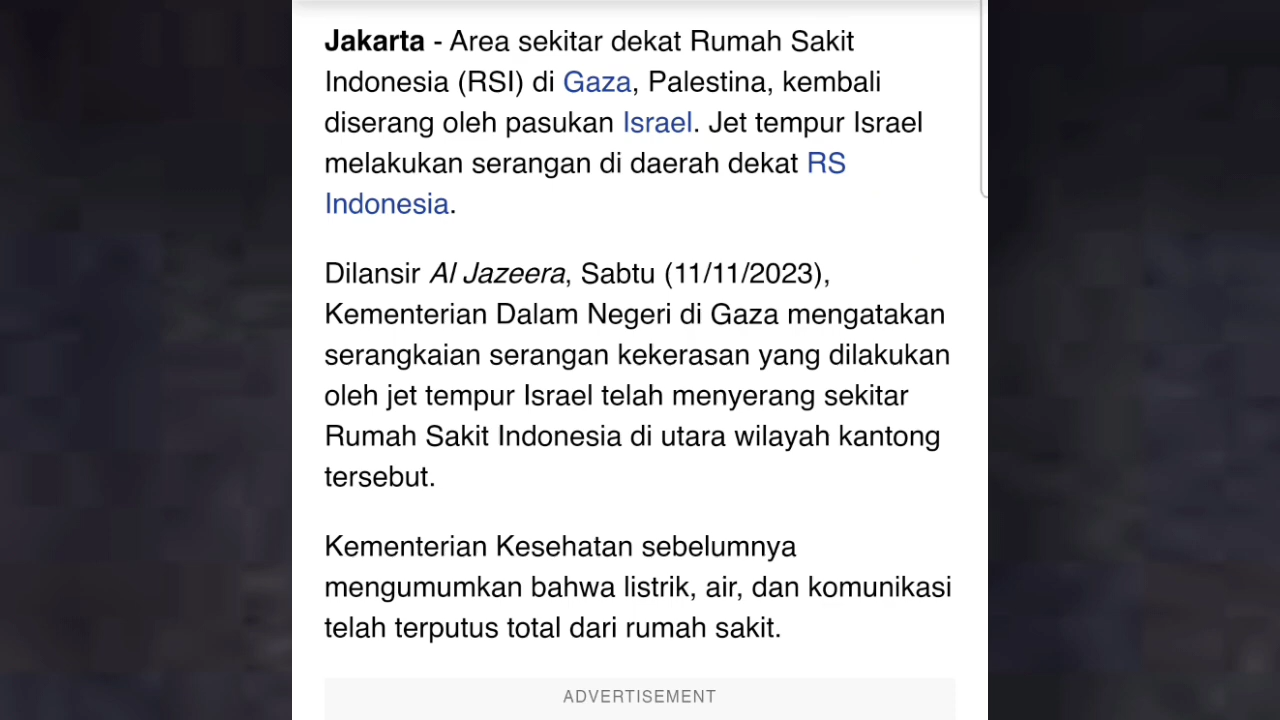 Jakarta - Area sekitar dekat Rumah Sakit
Indonesia (RSI) di Gaza, Palestina, kembali
diserang oleh pasukan Israel. Jet tempur Israel
melakukan serangan di daerah dekat RS
Indonesia.
Dilansir Al Jazeera, Sabtu (11/11/2023),
Kementerian Dalam Negeri di Gaza mengatakan
serangkaian serangan kekerasan yang dilakukan
oleh jet tempur Israel telah menyerang sekitar
Rumah Sakit Indonesia di utara wilayah kantong
tersebut.
Kementerian Kesehatan sebelumnya
mengumumkan bahwa listrik, air, dan komunikasi
telah terputus total dari rumah sakit.
ADVERTISEMENT